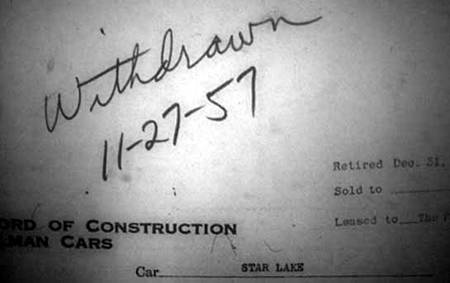 Withdrawn
11-27-57
Retired Dec. 31,
Sold to
ORD OF CONSTRUCTION
Leased to The
LMAN CARS
Car STAR LAKE